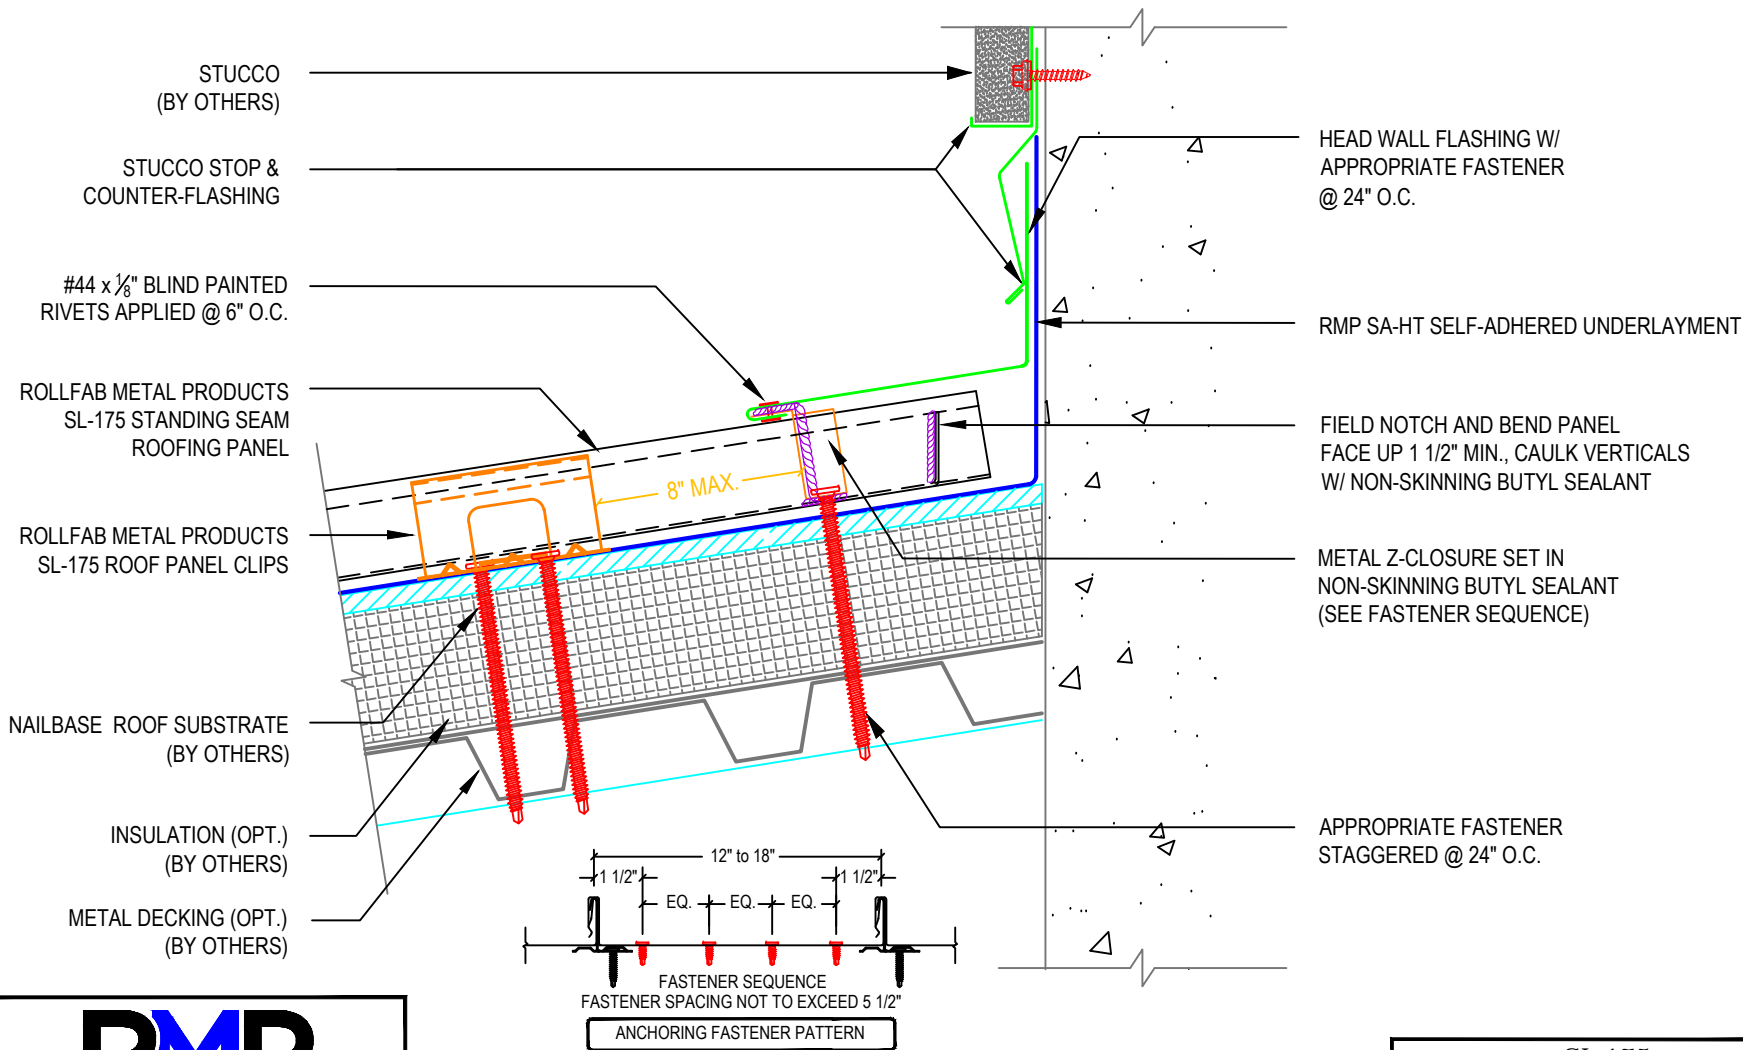 STUCCO
(BY OTHERS)
STUCCO STOP &
COUNTER-FLASHING
#44 x 1/8" BLIND PAINTED
RIVETS APPLIED @ 6" O.C.
ROLLFAB METAL PRODUCTS
SL-175 STANDING SEAM
ROOFING PANEL
ROLLFAB METAL PRODUCTS
SL-175 ROOF PANEL CLIPS
NAILBASE ROOF SUBSTRATE
(BY OTHERS)
INSULATION (OPT.)
(BY OTHERS)
METAL DECKING (OPT.)
(BY OTHERS)
8" MAX.
HEAD WALL FLASHING W/
APPROPRIATE FASTENER
@ 24" O.C.
RMP SA-HT SELF-ADHERED UNDERLAYMENT
FIELD NOTCH AND BEND PANEL
FACE UP 1 1/2" MIN., CAULK VERTICALS
W/ NON-SKINNING BUTYL SEALANT
METAL Z-CLOSURE SET IN
NON-SKINNING BUTYL SEALANT
(SEE FASTENER SEQUENCE)
APPROPRIATE FASTENER
STAGGERED @ 24" O.C.
12" to 18"
1 1/2" 1 1/2"
EQ. EQ. EQ.
FASTENER SEQUENCE
FASTENER SPACING NOT TO EXCEED 5 1/2"
ANCHORING FASTENER PATTERN
RMP